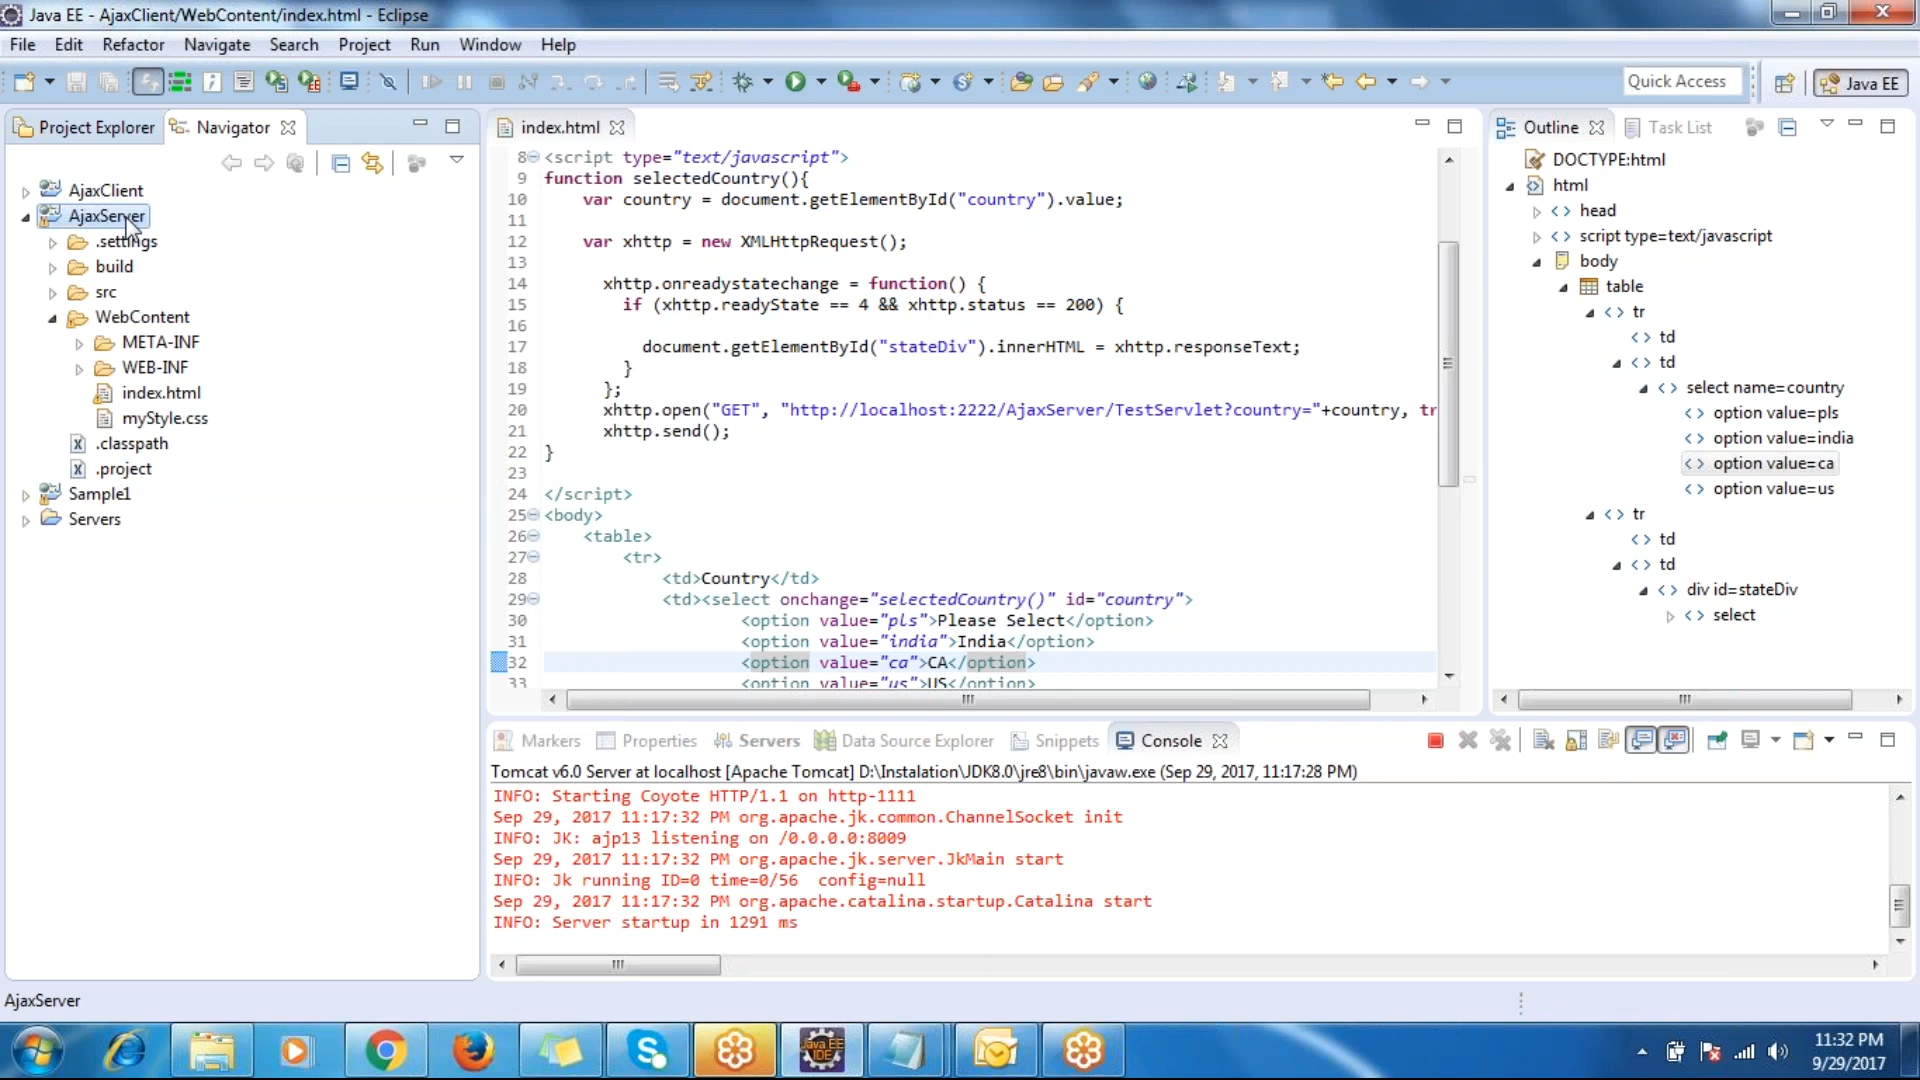 Java EE - AjaxClient/WebContent/index.html - Eclipse
File Edit Refactor Navigate Search Project Run Window Help
Quick Access
Java EE
Project Explorer
Navigator
AjaxClient
AjaxServer
.settings
build
src
WebContent
META-INF
WEB-INF
index.html
myStyle.css
.classpath
.project
Sample1
Servers
index.html
8 <script type="text/javascript">
9 function selectedCountry(){
10 var country = document.getElementById("country").value;
11
12 var xhttp = new XMLHttpRequest();
13
14 xhttp.onreadystatechange = function() {
15 if (xhttp.readyState == 4 && xhttp.status == 200) {
16
17 document.getElementById("stateDiv").innerHTML = xhttp.responseText;
18 }
19 };
20 xhttp.open("GET", "http://localhost:2222/AjaxServer/TestServlet?country="+country, tr
21 xhttp.send();
22 }
23
24 </script>
25 <body>
26 <table>
27 <tr>
28 <td>Country</td>
29 <td><select onchange="selectedCountry()" id="country">
30 <option value="pls">Please Select</option>
31 <option value="india">India</option>
32 <option value="ca">CA</option>
33 <option value="us">US</option>
Outline
Task List
DOCTYPE:html
html
head
script type=text/javascript
body
table
tr
td
td
select name=country
option value=pls
option value=india
option value=ca
option value=us
tr
td
td
div id=stateDiv
select
Markers Properties Servers Data Source Explorer Snippets Console
Tomcat v6.0 Server at localhost [Apache Tomcat] D:\Instalation\JDK8.0\jre8\bin\javaw.exe (Sep 29, 2017, 11:17:28 PM)
INFO: Starting Coyote HTTP/1.1 on http-1111
Sep 29, 2017 11:17:32 PM org.apache.jk.common.ChannelSocket init
INFO: JK: ajp13 listening on /0.0.0.0:8009
Sep 29, 2017 11:17:32 PM org.apache.jk.server.JkMain start
INFO: Jk running ID=0 time=0/56  config=null
Sep 29, 2017 11:17:32 PM org.apache.catalina.startup.Catalina start
INFO: Server startup in 1291 ms
AjaxServer
Java EE
IDE
11:32 PM
9/29/2017